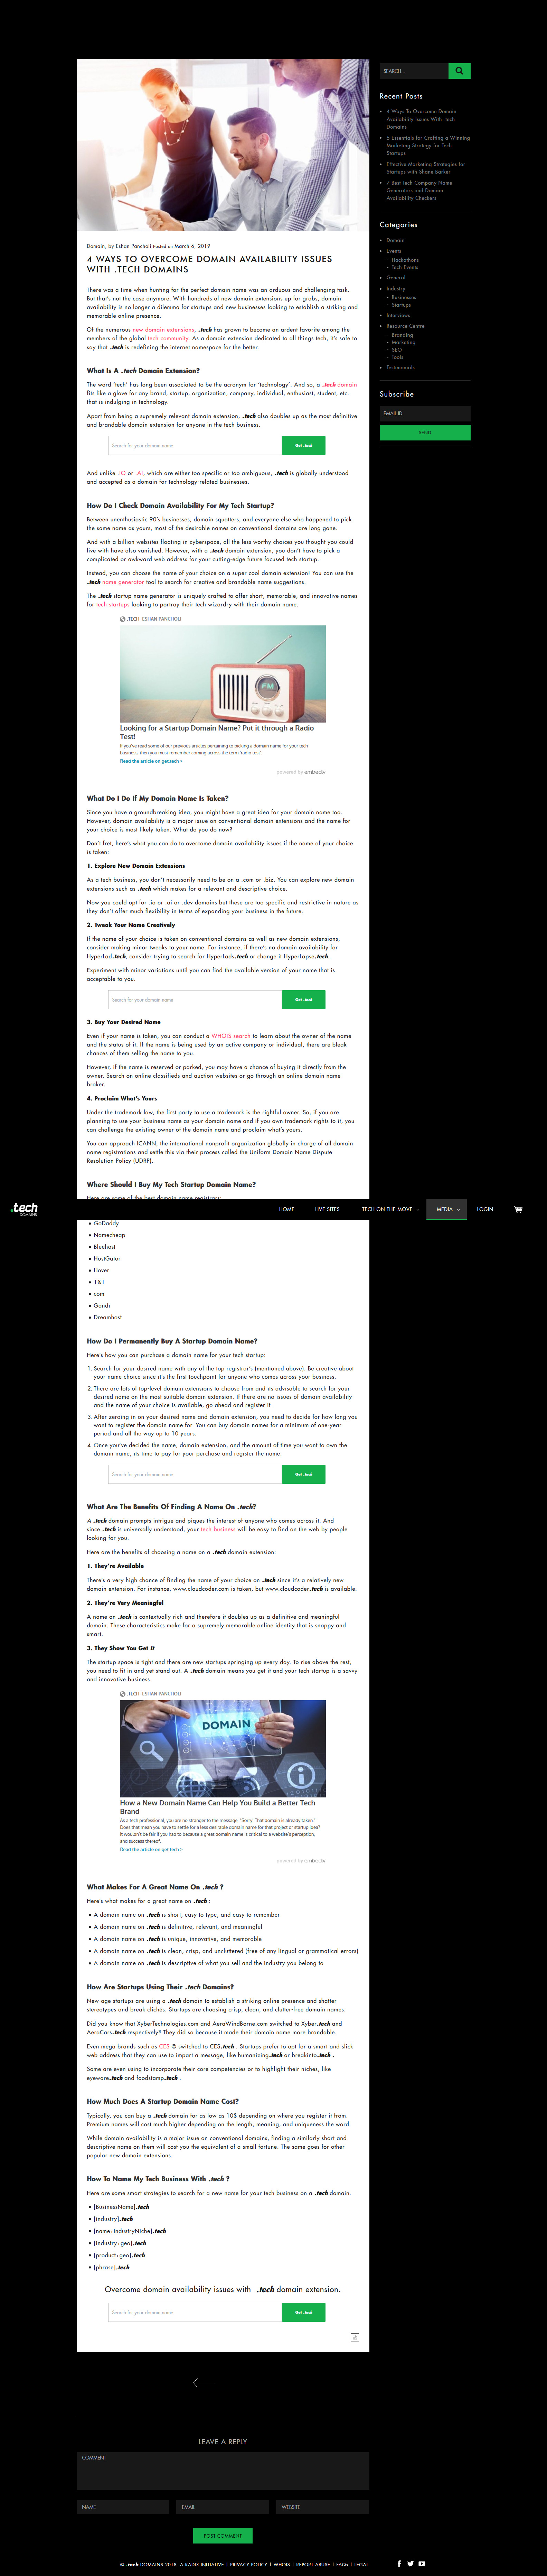 SEARCH...
Recent Posts
4 Ways To Overcome Domain
Availability Issues With .tech
Domains
5 Essentials for Crafting a Winning
Marketing Strategy for Tech
Startups
Effective Marketing Strategies for
Startups with Shane Barker
7 Best Tech Company Name
Generators and Domain
Availability Checkers
Categories
Domain
Events
– Hackathons
– Tech Events
General
Industry
– Businesses
– Startups
Interviews
Resource Centre
– Branding
– Marketing
– SEO
– Tools
Testimonials
Subscribe
EMAIL ID
SEND
Domain, by Eshan Pancholi Posted on March 6, 2019
4 WAYS TO OVERCOME DOMAIN AVAILABILITY ISSUES
WITH .TECH DOMAINS
There was a time when hunting for the perfect domain name was an arduous and challenging task.
But that's not the case anymore. With hundreds of new domain extensions up for grabs, domain
availability is no longer a dilemma for startups and new businesses looking to establish a striking and
memorable online presence.
Of the numerous new domain extensions, .tech has grown to become an ardent favorite among the
members of the global tech community. As a domain extension dedicated to all things tech, it's safe to
say that .tech is redefining the internet namespace for the better.
What Is A .tech Domain Extension?
The word 'tech' has long been associated to be the acronym for 'technology'. And so, a .tech domain
fits like a glove for any brand, startup, organization, company, individual, enthusiast, student, etc.
that is indulging in technology.
Apart from being a supremely relevant domain extension, .tech also doubles up as the most definitive
and brandable domain extension for anyone in the tech business.
Search for your domain name
Get .tech
And unlike .IO or .AI, which are either too specific or too ambiguous, .tech is globally understood
and accepted as a domain for technology-related businesses.
How Do I Check Domain Availability For My Tech Startup?
Between unenthusiastic 90's businesses, domain squatters, and everyone else who happened to pick
the same name as yours, most of the desirable names on conventional domains are long gone.
And with a billion websites floating in cyberspace, all the less worthy choices you thought you could
live with have also vanished. However, with a .tech domain extension, you don't have to pick a
complicated or awkward web address for your cutting-edge future focused tech startup.
Instead, you can choose the name of your choice on a super cool domain extension! You can use the
.tech name generator tool to search for creative and brandable name suggestions.
The .tech startup name generator is uniquely crafted to offer short, memorable, and innovative names
for tech startups looking to portray their tech wizardry with their domain name.
.TECH ESHAN PANCHOLI
FM
Looking for a Startup Domain Name? Put it through a Radio
Test!
If you've read some of our previous articles pertaining to picking a domain name for your tech
business, then you must remember coming across the term 'radio test'.
Read the article on get.tech >
powered by embedly
What Do I Do If My Domain Name Is Taken?
Since you have a groundbreaking idea, you might have a great idea for your domain name too.
However, domain availability is a major issue on conventional domain extensions and the name for
your choice is most likely taken. What do you do now?
Don't fret, here's what you can do to overcome domain availability issues if the name of your choice
is taken:
1. Explore New Domain Extensions
As a tech business, you don't necessarily need to be on a .com or .biz. You can explore new domain
extensions such as .tech which makes for a relevant and descriptive choice.
Now you could opt for .io or .ai or .dev domains but these are too specific and restrictive in nature as
they don't offer much flexibility in terms of expanding your business in the future.
2. Tweak Your Name Creatively
If the name of your choice is taken on conventional domains as well as new domain extensions,
consider making minor tweaks to your name. For instance, if there's no domain availability for
HyperLad.tech, consider trying to search for HyperLads.tech or change it HyperLapse.tech.
Experiment with minor variations until you can find the available version of your name that is
acceptable to you.
Search for your domain name
Get .tech
3. Buy Your Desired Name
Even if your name is taken, you can conduct a WHOIS search to learn about the owner of the name
and the status of it. If the name is being used by an active company or individual, there are bleak
chances of them selling the name to you.
However, if the name is reserved or parked, you may have a chance of buying it directly from the
owner. Search on online classifieds and auction websites or go through an online domain name
broker.
4. Proclaim What's Yours
Under the trademark law, the first party to use a trademark is the rightful owner. So, if you are
planning to use your business name as your domain name and if you own trademark rights to it, you
can challenge the existing owner of the domain name and proclaim what's yours.
You can approach ICANN, the international nonprofit organization globally in charge of all domain
name registrations and settle this via their process called the Uniform Domain Name Dispute
Resolution Policy (UDRP).
Where Should I Buy My Tech Startup Domain Name?
Here are some of the best domain name registrars:
.tech
DOMAINS
HOME
LIVE SITES
.TECH ON THE MOVE
MEDIA
LOGIN
GoDaddy
Namecheap
Bluehost
HostGator
Hover
1&1
com
Gandi
Dreamhost
How Do I Permanently Buy A Startup Domain Name?
Here's how you can purchase a domain name for your tech startup:
1. Search for your desired name with any of the top registrar's (mentioned above). Be creative about
your name choice since it's the first touchpoint for anyone who comes across your business.
2. There are lots of top-level domain extensions to choose from and its advisable to search for your
desired name on the most suitable domain extension. If there are no issues of domain availability
and the name of your choice is available, go ahead and register it.
3. After zeroing in on your desired name and domain extension, you need to decide for how long you
want to register the domain name for. You can buy domain names for a minimum of one-year
period and all the way up to 10 years.
4. Once you've decided the name, domain extension, and the amount of time you want to own the
domain name, its time to pay for your purchase and register the name.
Search for your domain name
Get .tech
What Are The Benefits Of Finding A Name On .tech?
A .tech domain prompts intrigue and piques the interest of anyone who comes across it. And
since .tech is universally understood, your tech business will be easy to find on the web by people
looking for you.
Here are the benefits of choosing a name on a .tech domain extension:
1. They're Available
There's a very high chance of finding the name of your choice on .tech since it's a relatively new
domain extension. For instance, www.cloudcoder.com is taken, but www.cloudcoder.tech is available.
2. They're Very Meaningful
A name on .tech is contextually rich and therefore it doubles up as a definitive and meaningful
domain. These characteristics make for a supremely memorable online identity that is snappy and
smart.
3. They Show You Get It
The startup space is tight and there are new startups springing up every day. To rise above the rest,
you need to fit in and yet stand out. A .tech domain means you get it and your tech startup is a savvy
and innovative business.
.TECH ESHAN PANCHOLI
DOMAIN
How a New Domain Name Can Help You Build a Better Tech
Brand
As a tech professional, you are no stranger to the message, "Sorry! That domain is already taken."
Does that mean you have to settle for a less desirable domain name for that project or startup idea?
It wouldn't be fair if you had to because a great domain name is critical to a website's perception,
and success thereof.
Read the article on get.tech >
powered by embedly
What Makes For A Great Name On .tech ?
Here's what makes for a great name on .tech :
A domain name on .tech is short, easy to type, and easy to remember
A domain name on .tech is definitive, relevant, and meaningful
A domain name on .tech is unique, innovative, and memorable
A domain name on .tech is clean, crisp, and uncluttered (free of any lingual or grammatical errors)
A domain name on .tech is descriptive of what you sell and the industry you belong to
How Are Startups Using Their .tech Domains?
New-age startups are using a .tech domain to establish a striking online presence and shatter
stereotypes and break clichés. Startups are choosing crisp, clean, and clutter-free domain names.
Did you know that XyberTechnologies.com and AeroWindBorne.com switched to Xyber.tech and
AeraCars.tech respectively? They did so because it made their domain name more brandable.
Even mega brands such as CES © switched to CES.tech . Startups prefer to opt for a smart and slick
web address that they can use to impart a message, like humanizing.tech or breakinto.tech .
Some are even using to incorporate their core competencies or to highlight their niches, like
eyeware.tech and foodstamp.tech .
How Much Does A Startup Domain Name Cost?
Typically, you can buy a .tech domain for as low as 10$ depending on where you register it from.
Premium names will cost much higher depending on the length, meaning, and uniqueness the word.
While domain availability is a major issue on conventional domains, finding a similarly short and
descriptive name on them will cost you the equivalent of a small fortune. The same goes for other
popular new domain extensions.
How To Name My Tech Business With .tech ?
Here are some smart strategies to search for a new name for your tech business on a .tech domain.
[BusinessName].tech
[industry].tech
[name+IndustryNiche].tech
[industry+geo].tech
[product+geo].tech
[phrase].tech
Overcome domain availability issues with .tech domain extension.
Search for your domain name
Get .tech
LEAVE A REPLY
COMMENT
NAME
EMAIL
WEBSITE
POST COMMENT
© .tech DOMAINS 2018. A RADIX INITIATIVE | PRIVACY POLICY | WHOIS | REPORT ABUSE | FAQs | LEGAL